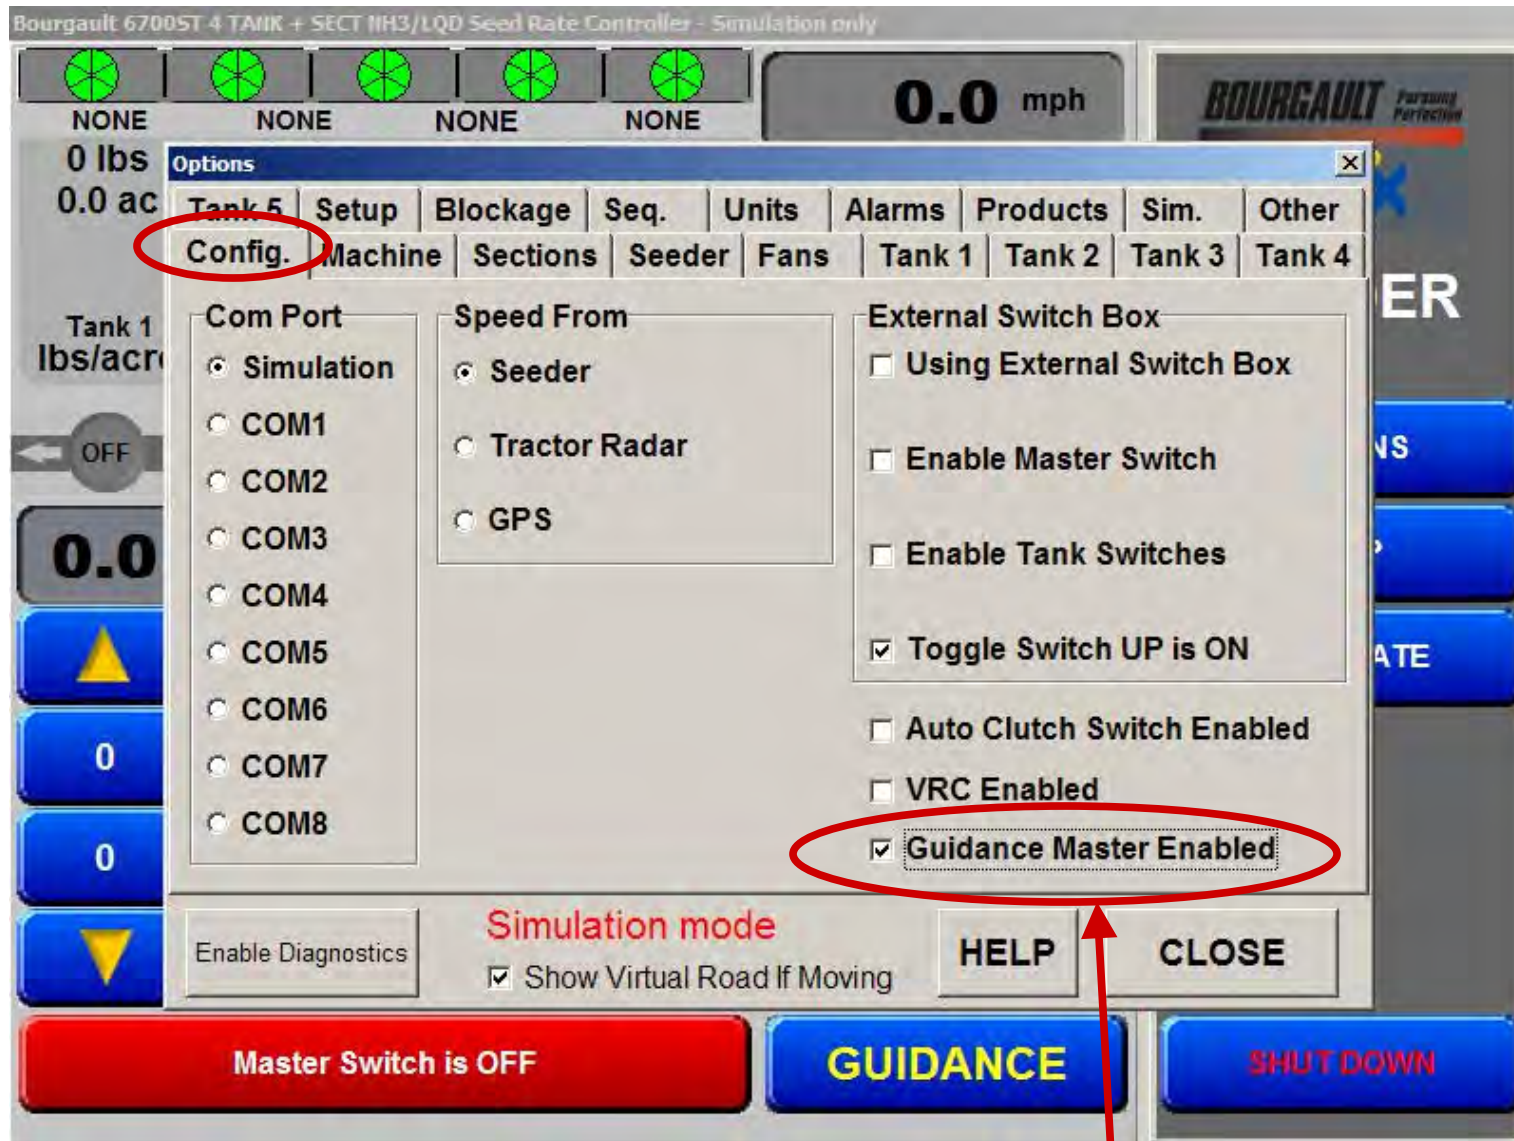 Bourgault 6700ST 4 TANK + SECT NH3/LQD Seed Rate Controller - Simulation only
NONE NONE NONE NONE
0.0 mph
BOURGAULT Pursuing Perfection
0 lbs
0.0 ac
Options
Tank 5 Setup Blockage Seq. Units Alarms Products Sim. Other
Config. Machine Sections Seeder Fans Tank 1 Tank 2 Tank 3 Tank 4
ER
Tank 1
lbs/acre
Com Port
Simulation
COM1
COM2
COM3
COM4
COM5
COM6
COM7
COM8
Speed From
Seeder
Tractor Radar
GPS
External Switch Box
Using External Switch Box
Enable Master Switch
Enable Tank Switches
Toggle Switch UP is ON
Auto Clutch Switch Enabled
VRC Enabled
Guidance Master Enabled
OFF
0.0
0
0
NS
ATE
Enable Diagnostics
Simulation mode
Show Virtual Road If Moving
HELP
CLOSE
Master Switch is OFF
GUIDANCE
SHUT DOWN